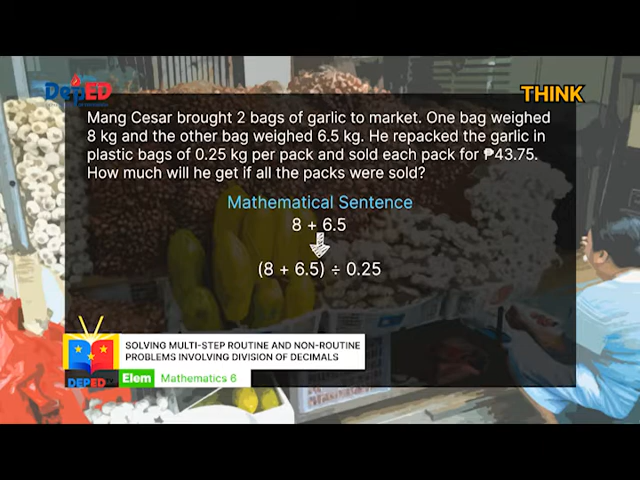 DepED
THINK
Mang Cesar brought 2 bags of garlic to market. One bag weighed
8 kg and the other bag weighed 6.5 kg. He repacked the garlic in
plastic bags of 0.25 kg per pack and sold each pack for ₱43.75.
How much will he get if all the packs were sold?
Mathematical Sentence
8 + 6.5
(8 + 6.5) ÷ 0.25
SOLVING MULTI-STEP ROUTINE AND NON-ROUTINE
PROBLEMS INVOLVING DIVISION OF DECIMALS
DEPED
Elem Mathematics 6